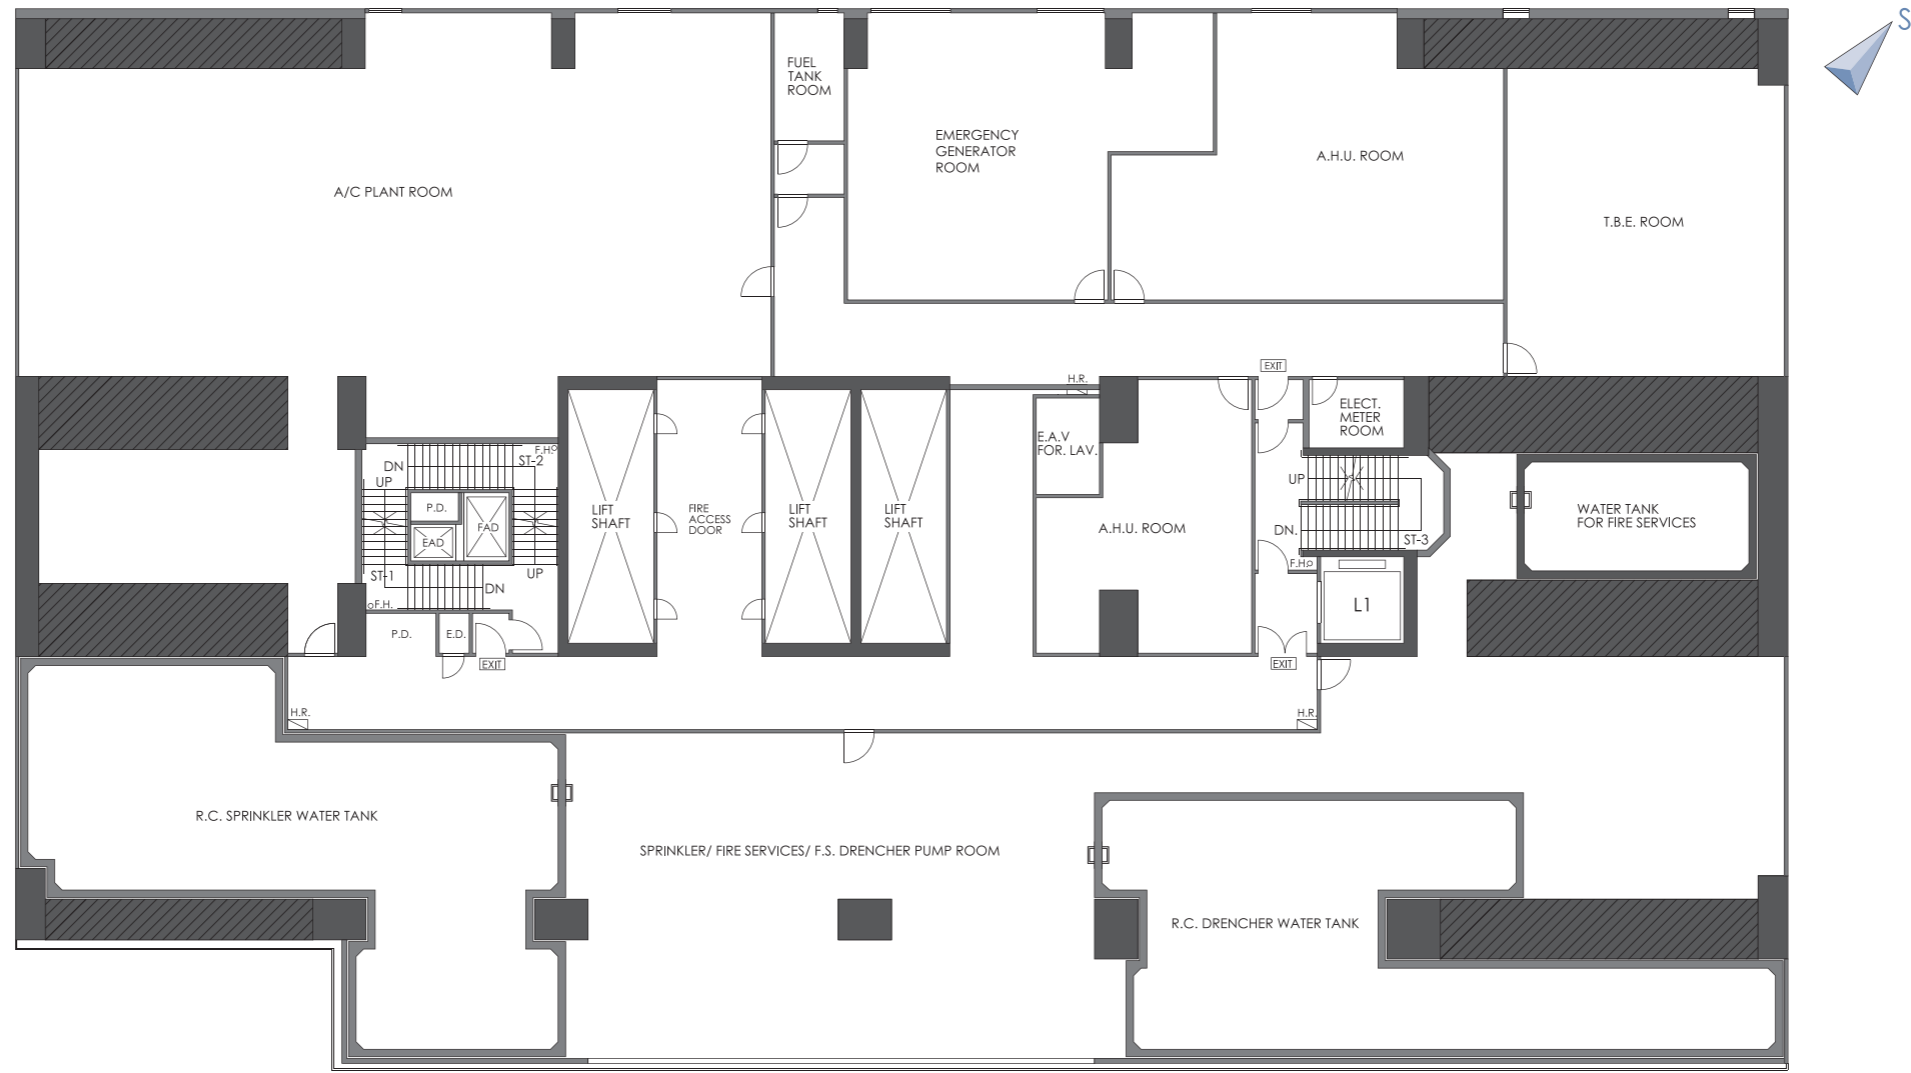 S
FUEL
TANK
ROOM
EMERGENCY
GENERATOR
ROOM
A.H.U. ROOM
A/C PLANT ROOM
T.B.E. ROOM
EXIT
H.R.
ELECT.
METER
ROOM
E.A.V
FOR. LAV.
F.H.
ST-2
DN
UP
P.D.
FAD
EAD
LIFT
SHAFT
FIRE
ACCESS
DOOR
LIFT
SHAFT
LIFT
SHAFT
A.H.U. ROOM
UP
DN.
ST-3
F.H.
WATER TANK
FOR FIRE SERVICES
ST-1
UP
DN
F.H.
P.D.
E.D.
EXIT
L1
EXIT
H.R.
H.R.
R.C. SPRINKLER WATER TANK
SPRINKLER/ FIRE SERVICES/ F.S. DRENCHER PUMP ROOM
R.C. DRENCHER WATER TANK